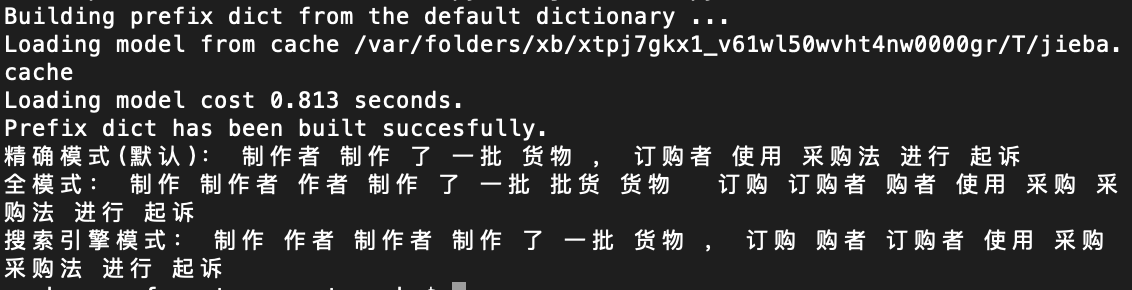 Building prefix dict from the default dictionary ...
Loading model from cache /var/folders/xb/xtpj7gkx1_v61wl50wvht4nw0000gr/T/jieba.
cache
Loading model cost 0.813 seconds.
Prefix dict has been built succesfully.
精确模式(默认): 制作者 制作 了 一批 货物 , 订购者 使用 采购法 进行 起诉
全模式: 制作 制作者 作者 制作 了 一批 批货 货物   订购 订购者 购者 使用 采购 采
购法 进行 起诉
搜索引擎模式: 制作 作者 制作者 制作 了 一批 货物 , 订购 购者 订购者 使用 采购
采购法 进行 起诉